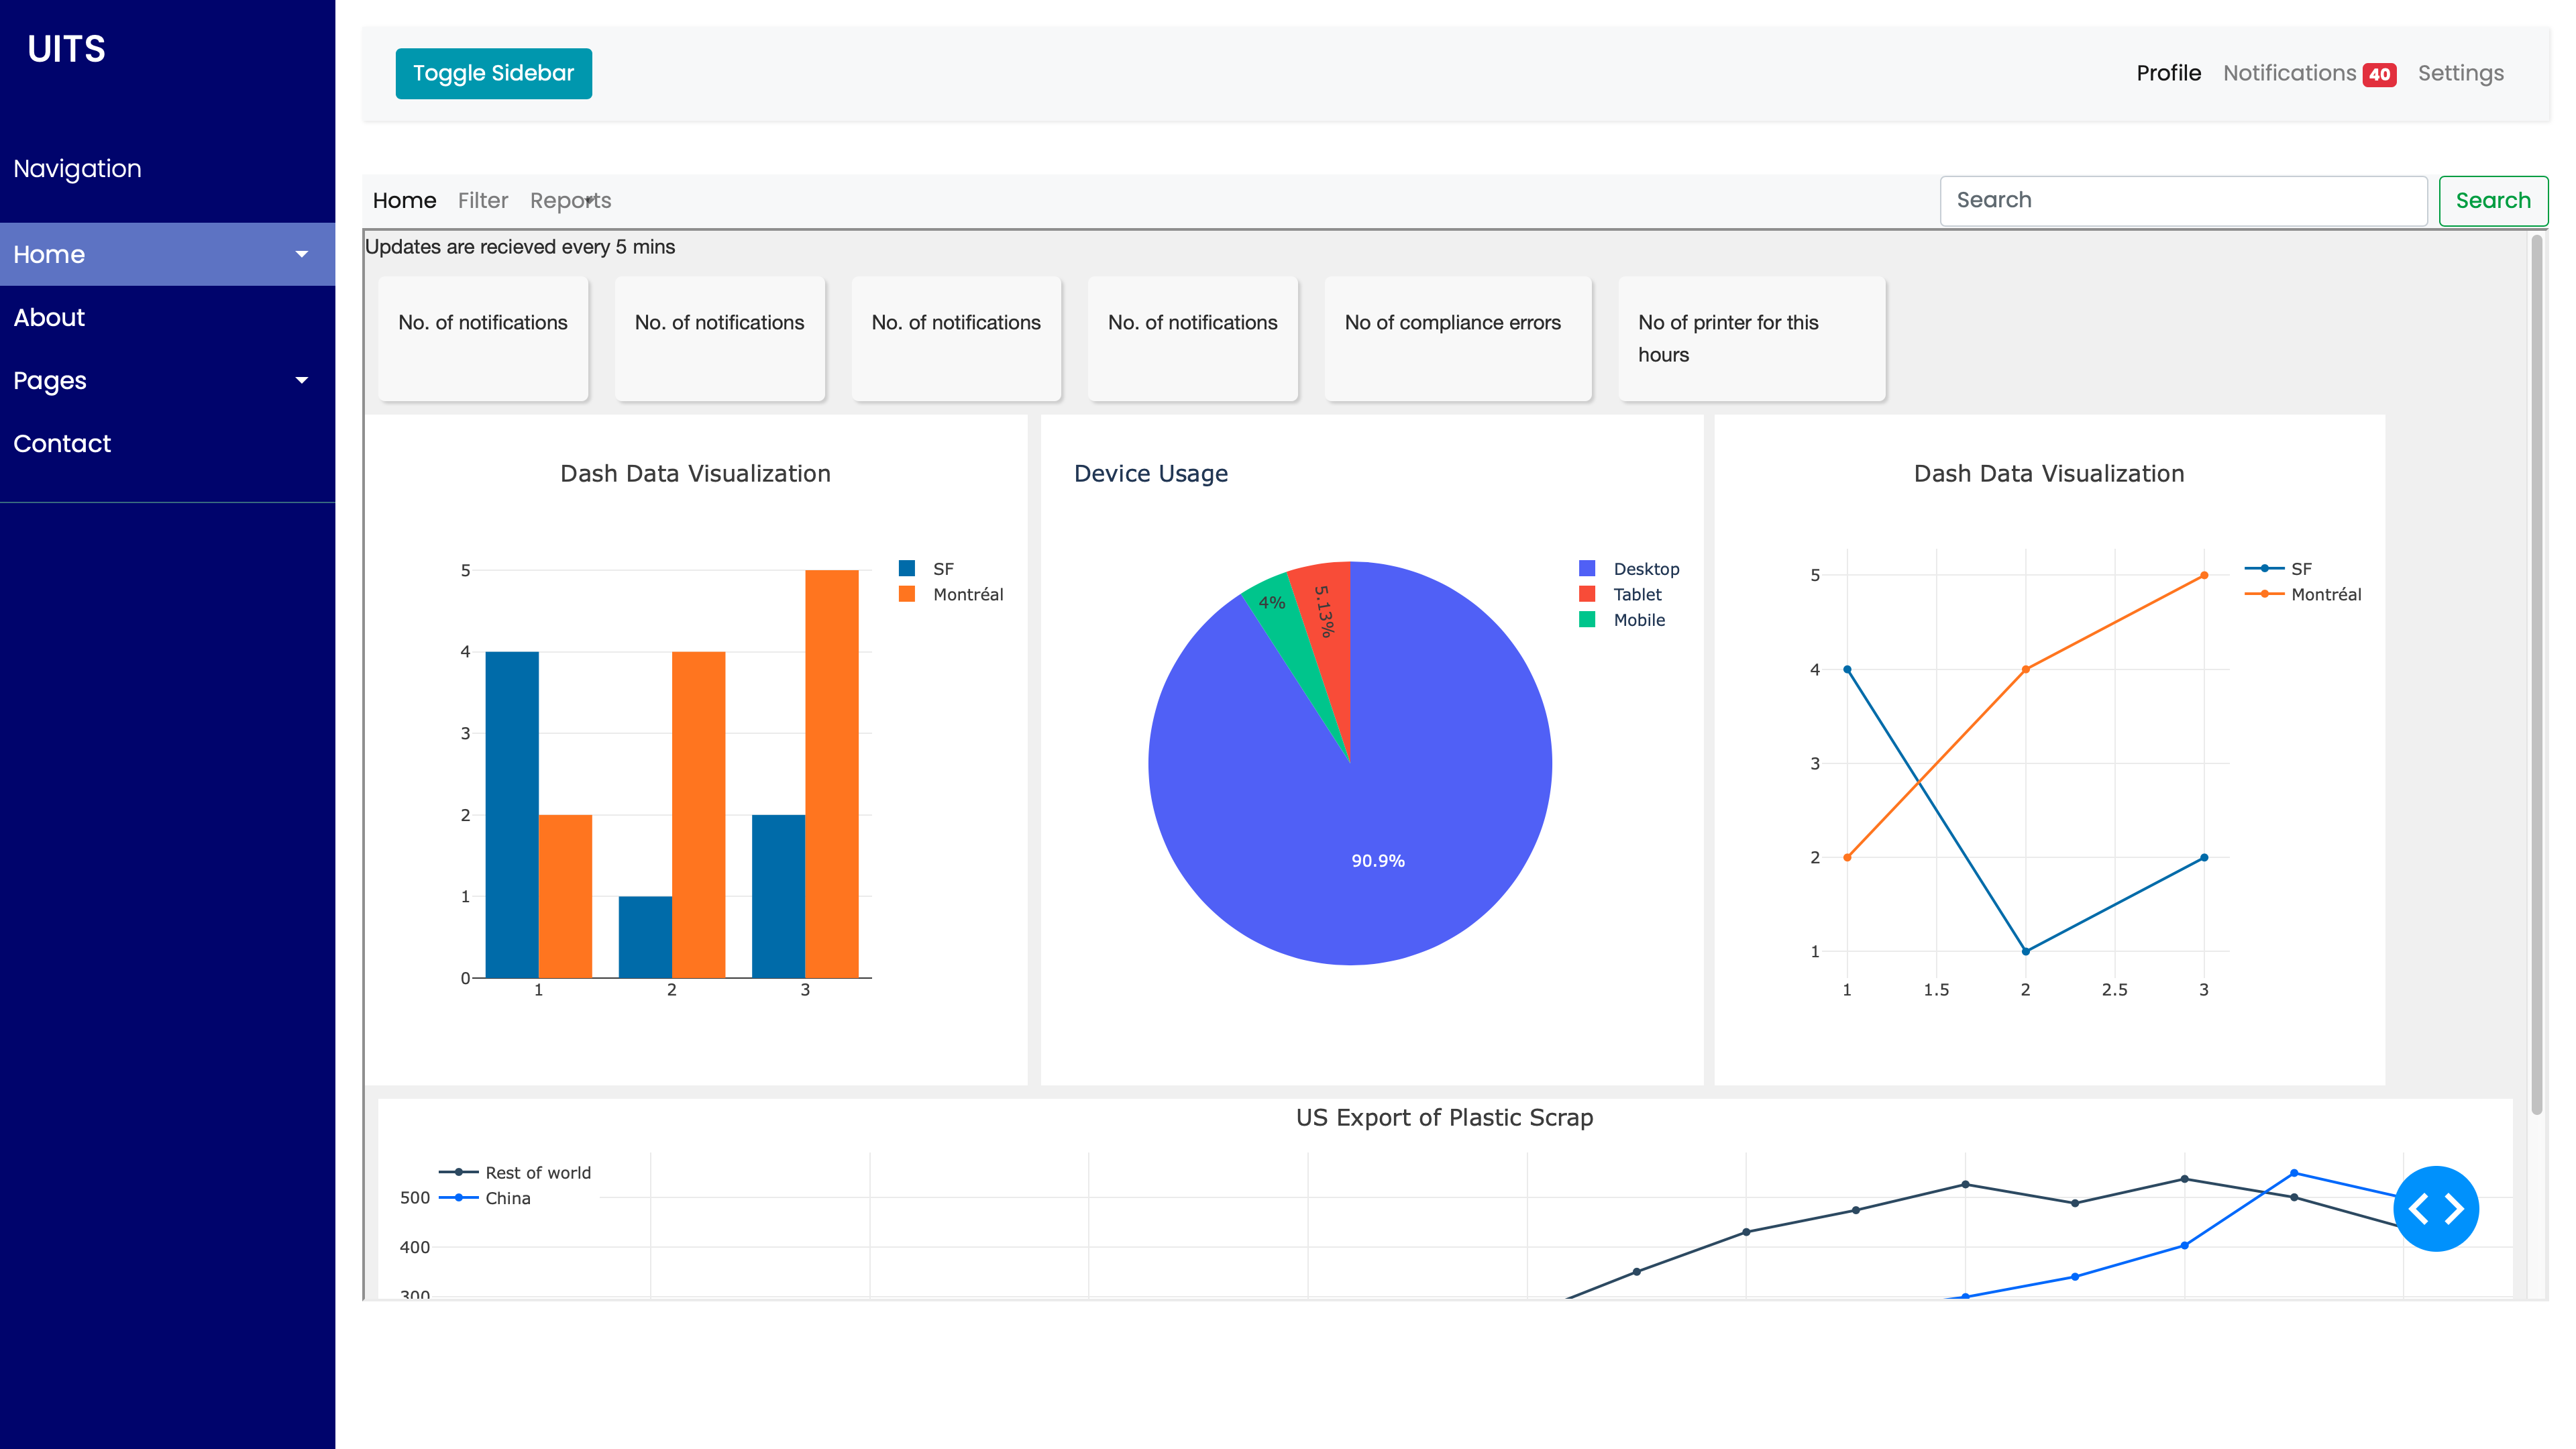 UITS
Toggle Sidebar
Profile Notifications 40 Settings
Navigation
Home
About
Pages
Contact
Home Filter Reports
Search
Search
Updates are recieved every 5 mins
No. of notifications
No. of notifications
No. of notifications
No. of notifications
No of compliance errors
No of printer for this
hours
Dash Data Visualization
SF
Montréal
5
4
3
2
1
0
1 2 3
Device Usage
Desktop
Tablet
Mobile
4%
5.13%
90.9%
Dash Data Visualization
SF
Montréal
5
4
3
2
1
1 1.5 2 2.5 3
US Export of Plastic Scrap
Rest of world
China
500
400
300